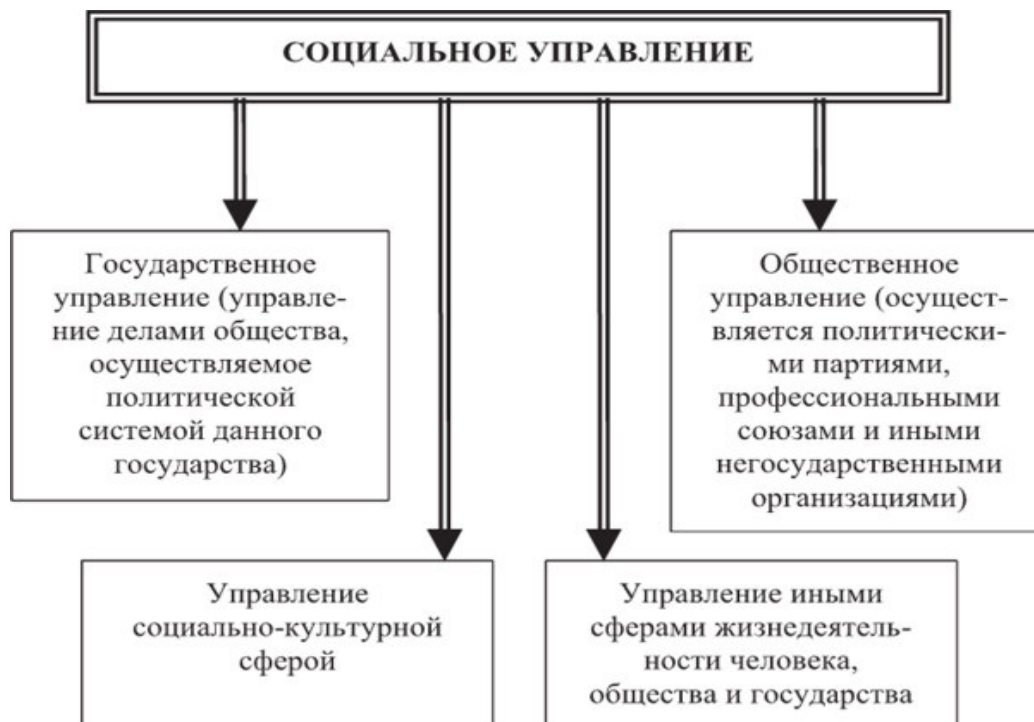 СОЦИАЛЬНОЕ УПРАВЛЕНИЕ
Государственное
управление (управле-
ние делами общества,
осуществляемое
политической
системой данного
государства)
Общественное
управление (осущест-
вляется политически-
ми партиями,
профессиональными
союзами и иными
негосударственными
организациями)
Управление
социально-культурной
сферой
Управление иными
сферами жизнедеятель-
ности человека,
общества и государства